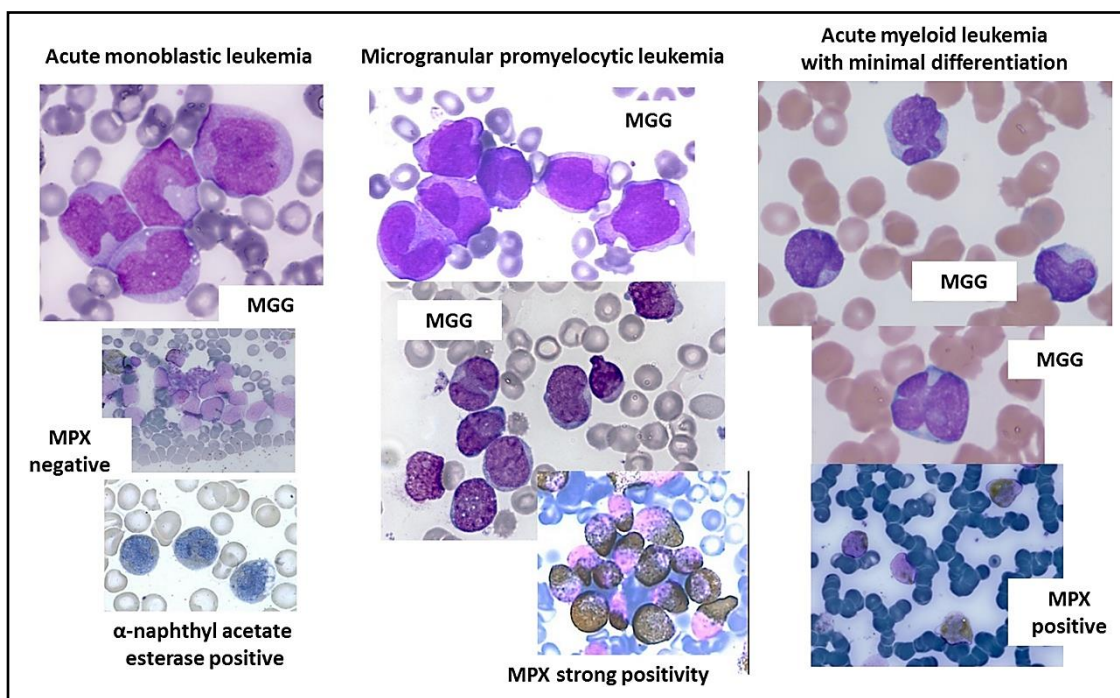 Acute monoblastic leukemia
MGG
MPX
negative
α-naphthyl acetate
esterase positive
Microgranular promyelocytic leukemia
MGG
MGG
MPX strong positivity
Acute myeloid leukemia
with minimal differentiation
MGG
MGG
MPX
positive